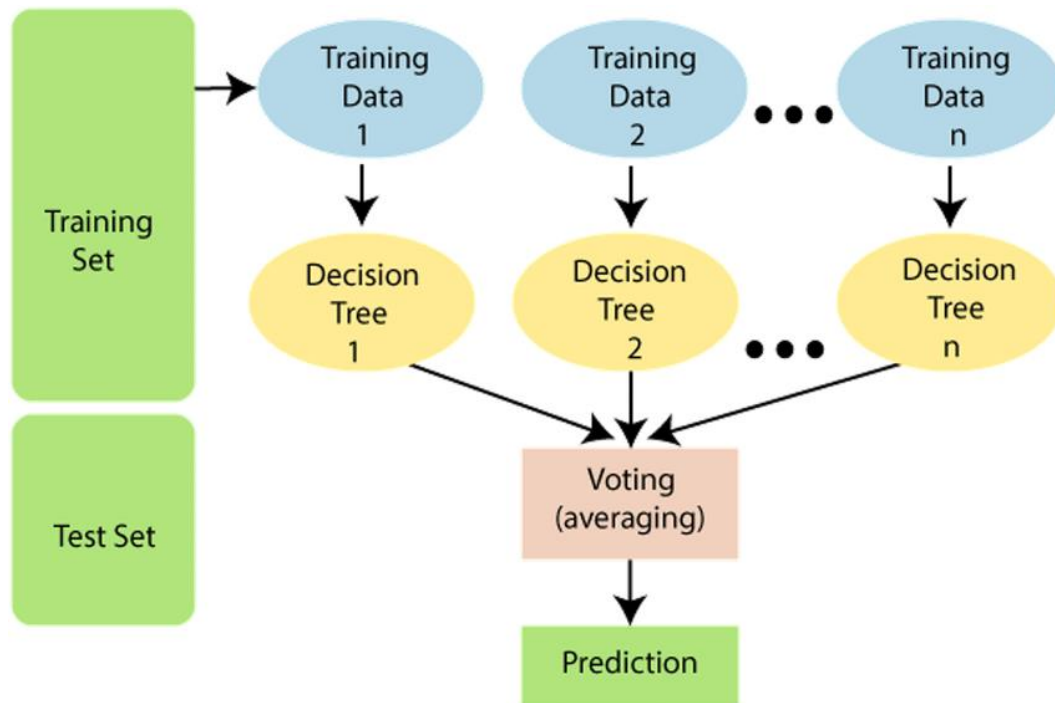 Training
Set
Test Set
Training
Data
1
Training
Data
2
Training
Data
n
Decision
Tree
1
Decision
Tree
2
Decision
Tree
n
Voting
(averaging)
Prediction